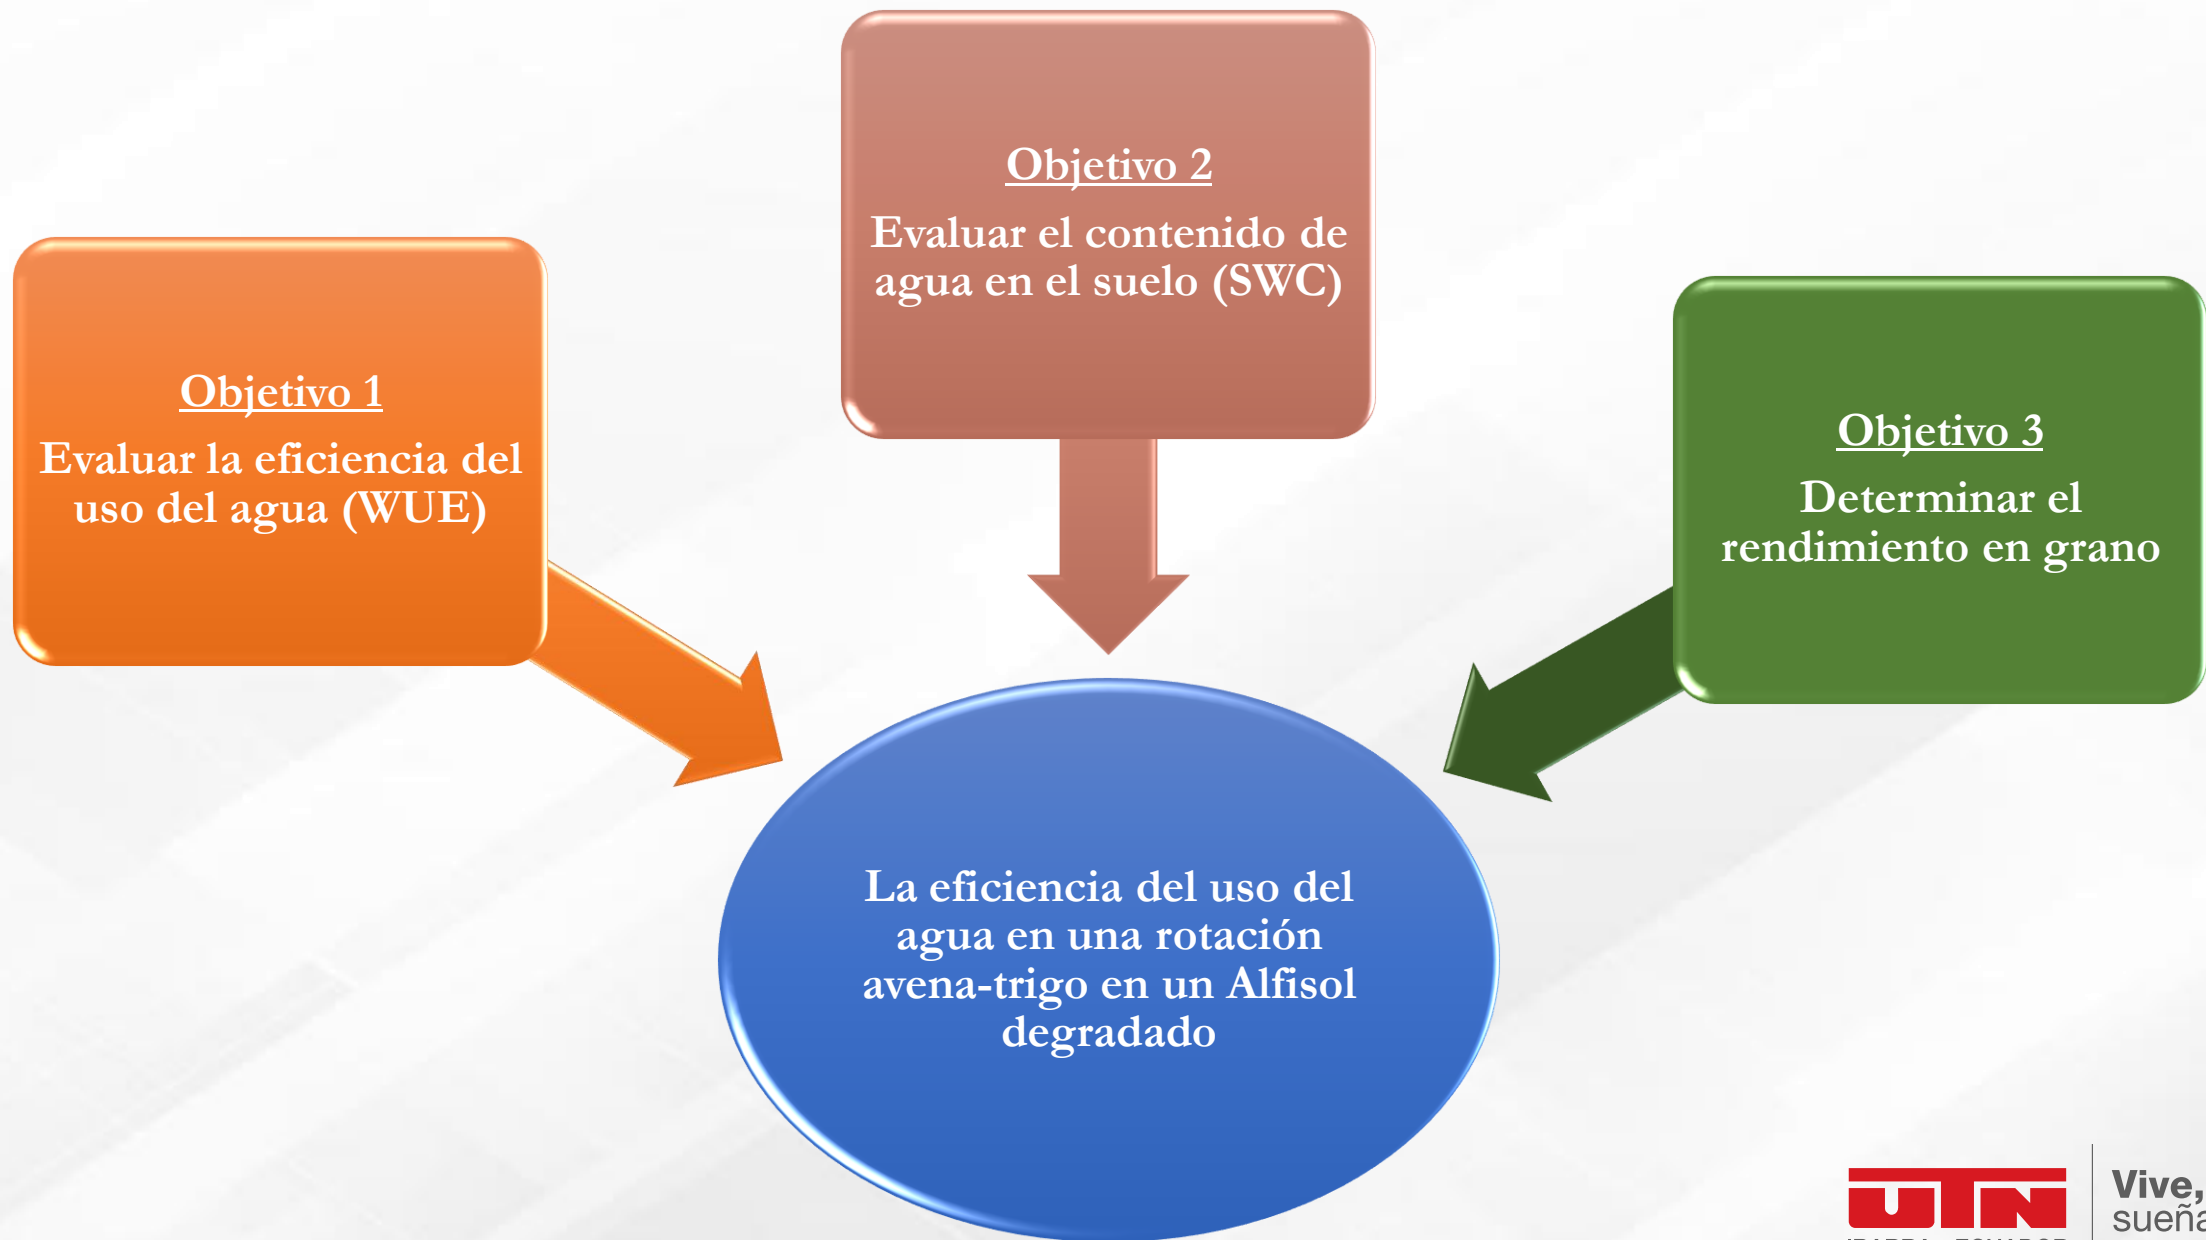 Objetivo 1
Evaluar la eficiencia del
uso del agua (WUE)
Objetivo 2
Evaluar el contenido de
agua en el suelo (SWC)
Objetivo 3
Determinar el
rendimiento en grano
La eficiencia del uso del
agua en una rotación
avena-trigo en un Alfisol
degradado
UTN
Vive,
sueña